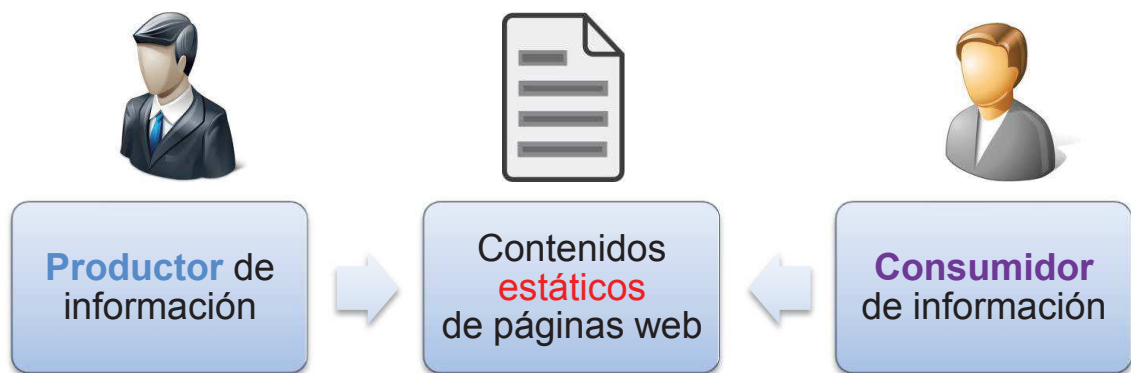 Productor de
información
Contenidos
estáticos
de páginas web
Consumidor
de información